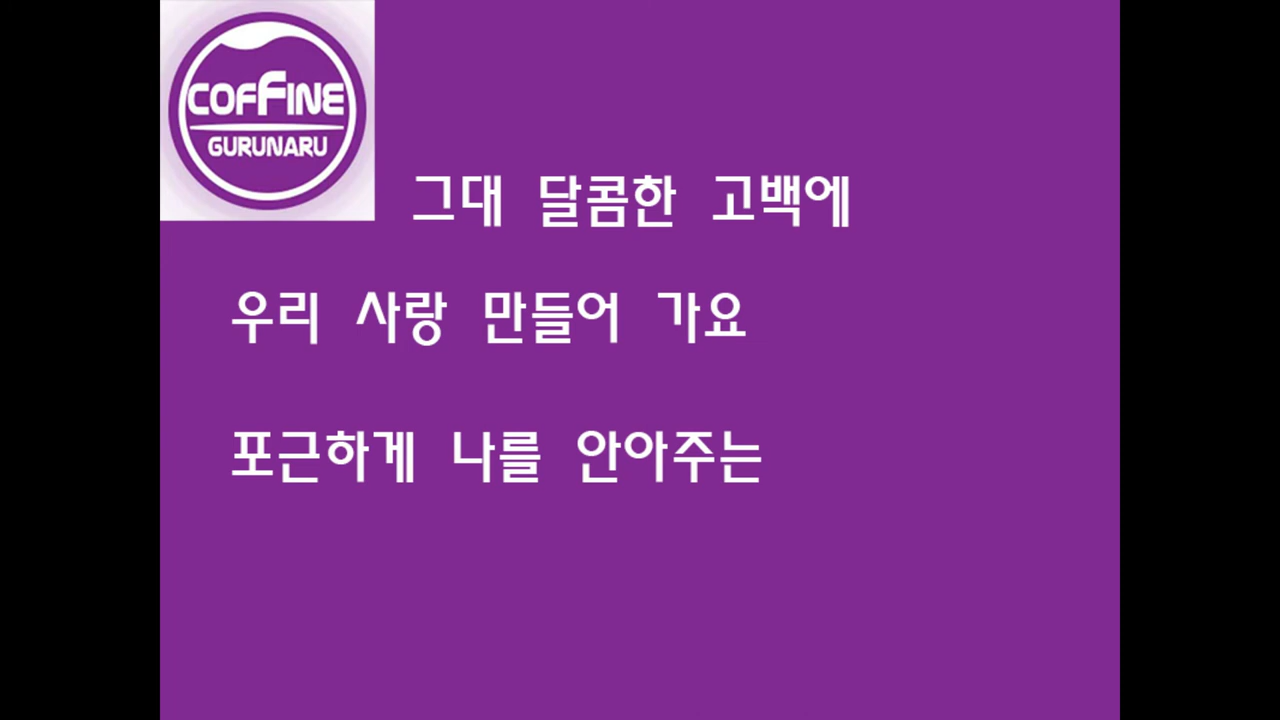 COFFINE
GURUNARU
그대 달콤한 고백에
우리 사랑 만들어 가요
포근하게 나를 안아주는